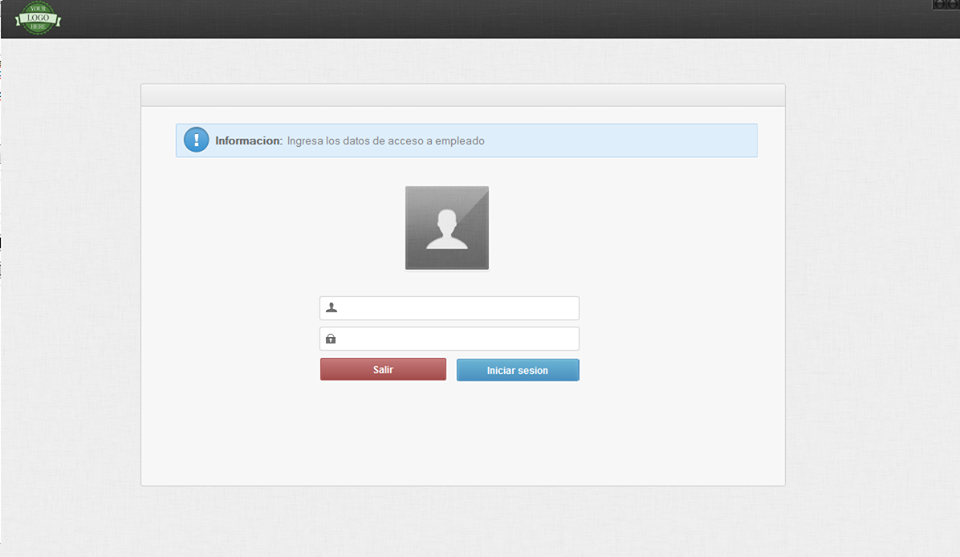 YOUR
LOGO
HERE
Informacion: Ingresa los datos de acceso a empleado
Salir
Iniciar sesion